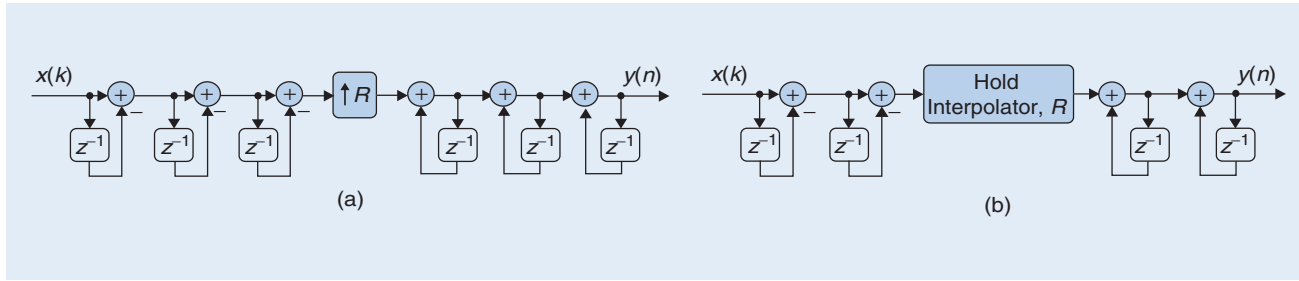 x(k) + − + − + − ↑ R + + + y(n)
z⁻¹ z⁻¹ z⁻¹ z⁻¹ z⁻¹ z⁻¹
(a)
x(k) + − + − Hold + + y(n)
Interpolator, R
z⁻¹ z⁻¹ z⁻¹ z⁻¹
(b)